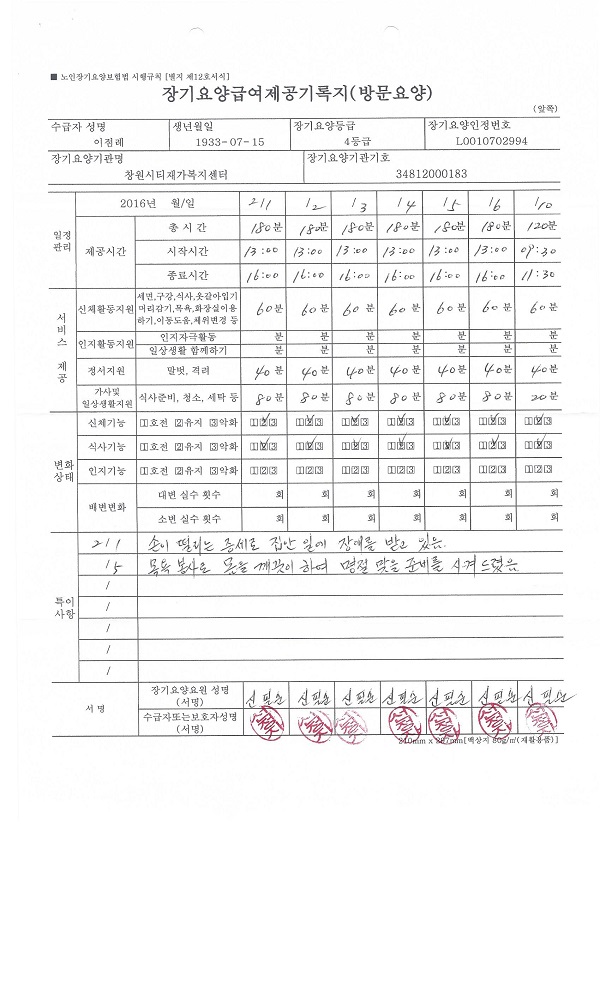 ■ 노인장기요양보험법 시행규칙 [별지 제12호서식]
장기요양급여제공기록지(방문요양)
(앞쪽)
수급자 성명 생년월일 장기요양등급 장기요양인정번호
이점례 1933-07-15 4등급 L0010702994
장기요양기관명 장기요양기관기호
창원시티재가복지센터 34812000183
일정관리 2016년 월/일 2/1 /2 /3 /4 /5 /6 /10
제공시간 총 시 간 180분 180분 180분 180분 180분 180분 120분
시작시간 13:00 13:00 13:00 13:00 13:00 13:00 09:30
종료시간 16:00 16:00 16:00 16:00 16:00 16:00 11:30
서비스 제공
신체활동지원 세면,구강,식사,옷갈아입기 머리감기,목욕,화장실이용 하기,이동도움,체위변경 등 60분 60분 60분 60분 60분 60분 60분
인지활동지원 인지자극활동 분 분 분 분 분 분 분
일상생활 함께하기 분 분 분 분 분 분 분
정서지원 말벗, 격려 40분 40분 40분 40분 40분 40분 40분
가사및 일상생활지원 식사준비, 청소, 세탁 등 80분 80분 80분 80분 80분 80분 20분
변화상태
신체기능 1호전 2유지 3악화 123 123 123 123 123 123 123
식사기능 1호전 2유지 3악화 123 123 123 123 123 123 123
인지기능 1호전 2유지 3악화 123 123 123 123 123 123 123
배변변화 대변 실수 횟수 회 회 회 회 회 회 회
소변 실수 횟수 회 회 회 회 회 회 회
특이사항
2/1 손이 떨리는 증세로 집안 일에 장애를 받고 있음.
/5 목욕 봉사로 몸을 깨끗이 하여 명절 맞을 준비를 시켜 드렸음
/
/
/
/
서 명 장기요양요원 성명 (서명) 신필순 신필순 신필순 신필순 신필순 신필순 신필순
수급자또는보호자성명 (서명)
210mm x 297mm[백상지 80g/㎡(재활용품)]